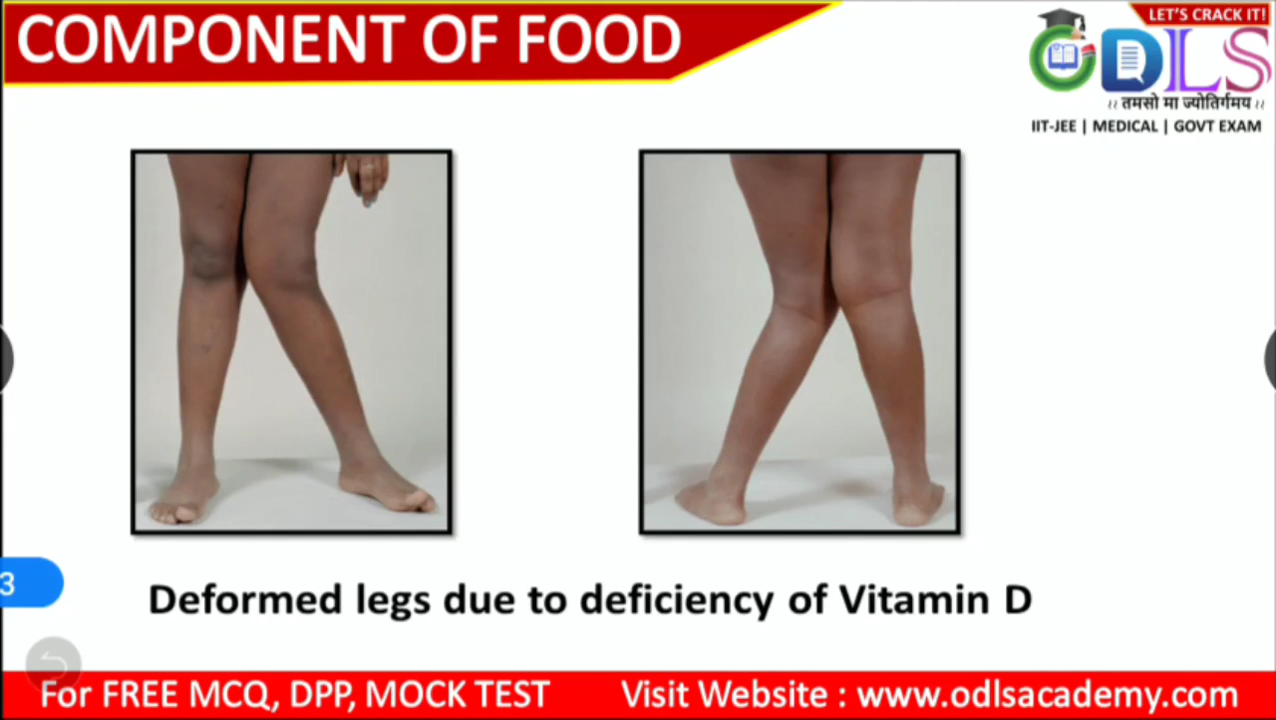 COMPONENT OF FOOD
LET'S CRACK IT!
ODLS
।। तमसो मा ज्योतिर्गमय ।।
IIT-JEE | MEDICAL | GOVT EXAM
3
Deformed legs due to deficiency of Vitamin D
For FREE MCQ, DPP, MOCK TEST Visit Website : www.odlsacademy.com